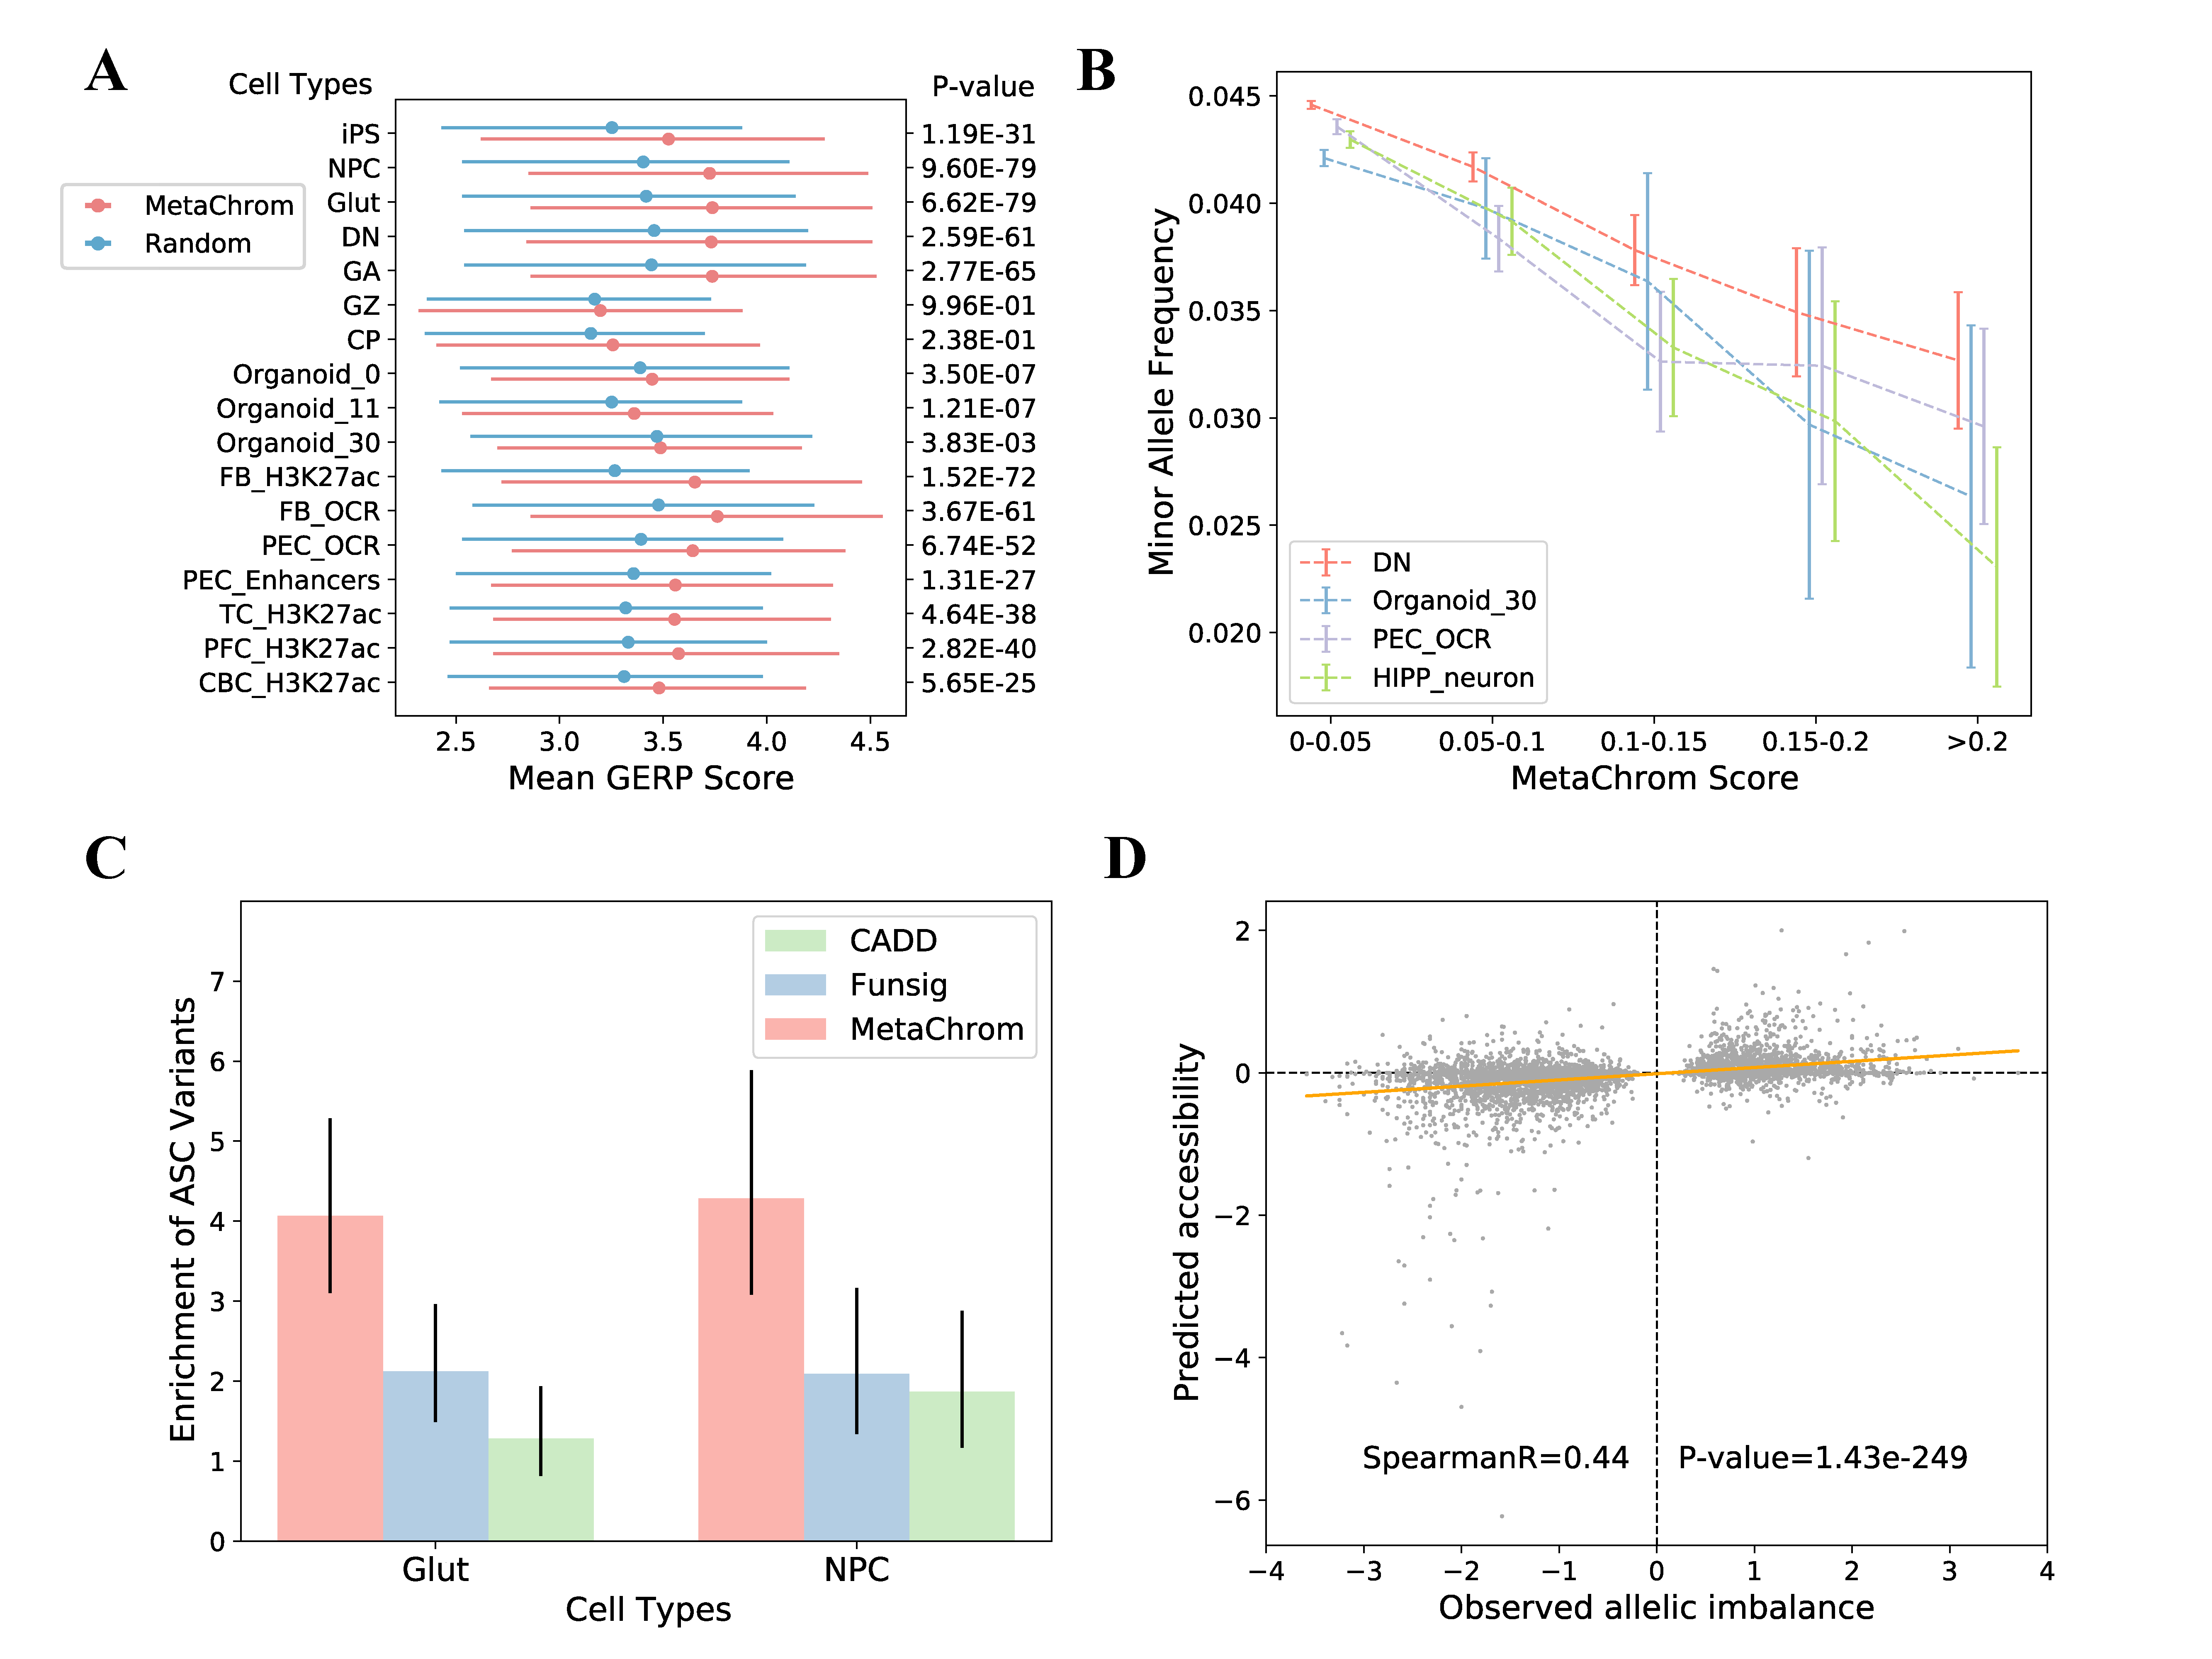 A
Cell Types
P-value
MetaChrom
Random
iPS 1.19E-31
NPC 9.60E-79
Glut 6.62E-79
DN 2.59E-61
GA 2.77E-65
GZ 9.96E-01
CP 2.38E-01
Organoid_0 3.50E-07
Organoid_11 1.21E-07
Organoid_30 3.83E-03
FB_H3K27ac 1.52E-72
FB_OCR 3.67E-61
PEC_OCR 6.74E-52
PEC_Enhancers 1.31E-27
TC_H3K27ac 4.64E-38
PFC_H3K27ac 2.82E-40
CBC_H3K27ac 5.65E-25
2.5 3.0 3.5 4.0 4.5
Mean GERP Score
B
Minor Allele Frequency
0.045
0.040
0.035
0.030
0.025
0.020
DN
Organoid_30
PEC_OCR
HIPP_neuron
0-0.05 0.05-0.1 0.1-0.15 0.15-0.2 >0.2
MetaChrom Score
C
Enrichment of ASC Variants
7
6
5
4
3
2
1
0
CADD
Funsig
MetaChrom
Glut NPC
Cell Types
D
Predicted accessibility
2
0
−2
−4
−6
SpearmanR=0.44 P-value=1.43e-249
−4 −3 −2 −1 0 1 2 3 4
Observed allelic imbalance